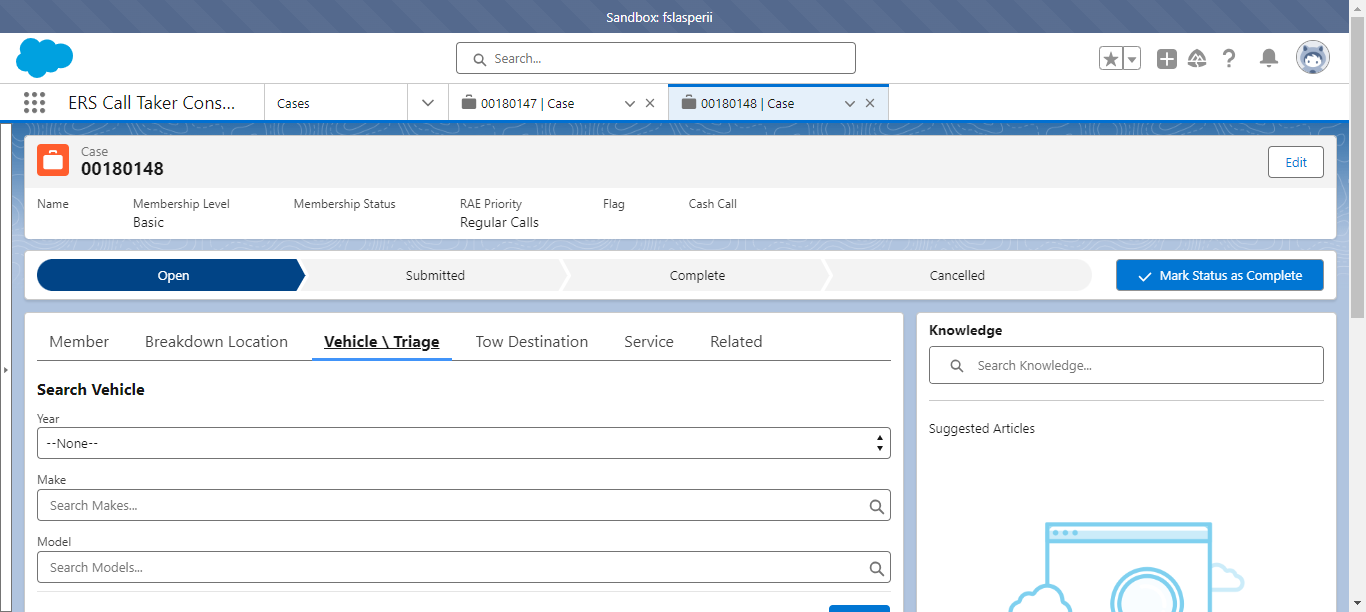 Sandbox: fslasperii
Search...
ERS Call Taker Cons...
Cases
00180147 | Case
00180148 | Case
Case
00180148
Edit
Name
Membership Level
Basic
Membership Status
RAE Priority
Regular Calls
Flag
Cash Call
Open
Submitted
Complete
Cancelled
Mark Status as Complete
Member
Breakdown Location
Vehicle \ Triage
Tow Destination
Service
Related
Search Vehicle
Year
--None--
Make
Search Makes...
Model
Search Models...
Knowledge
Search Knowledge...
Suggested Articles